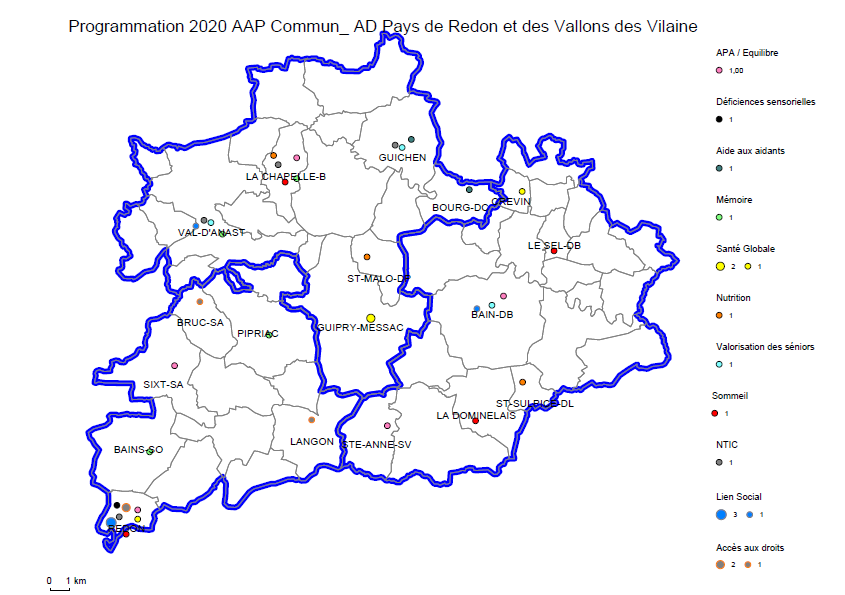 Programmation 2020 AAP Commun_ AD Pays de Redon et des Vallons des Vilaine
APA / Equilibre
1,00
Déficiences sensorielles
1
Aide aux aidants
1
Mémoire
1
Santé Globale
2 1
Nutrition
1
Valorisation des séniors
1
Sommeil
1
NTIC
1
Lien Social
3 1
Accès aux droits
2 1
GUICHEN
LA CHAPELLE-B
CREVIN
BOURG-DC
VAL-D'ANAST
LE SEL-DB
ST-MALO-DP
BAIN-DB
BRUC-SA
GUIPRY-MESSAC
PIPRIAC
SIXT-SA
ST-SULPICE-DL
LA DOMINELAIS
LANGON
STE-ANNE-SV
BAINS-SO
REDON
0 1 km